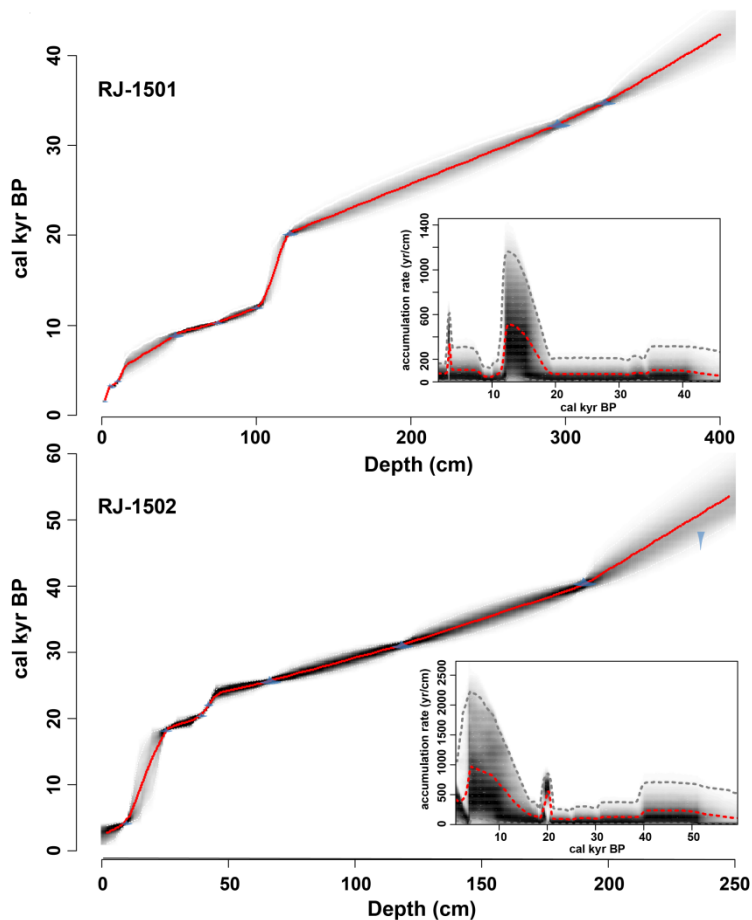 40
RJ-1501
30
cal kyr BP
20
10
0
accumulation rate (yr/cm)
1400
1000
600
200
0
10 20 30 40
cal kyr BP
0 100 200 300 400
Depth (cm)
60
RJ-1502
50
40
cal kyr BP
30
20
10
0
accumulation rate (yr/cm)
2500
2000
1500
1000
500
0
10 20 30 40 50
cal kyr BP
0 50 100 150 200 250
Depth (cm)